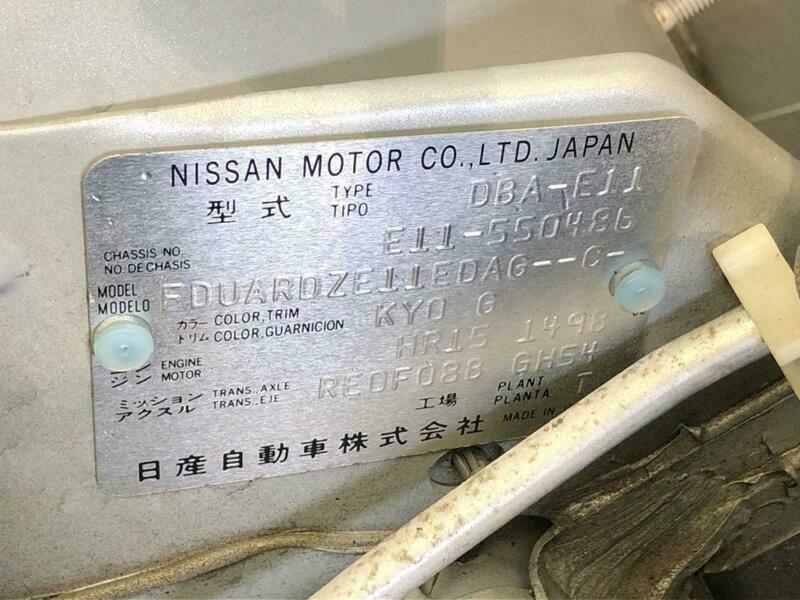 NISSAN MOTOR CO.,LTD. JAPAN
型式 TYPE TIPO DBA-E11
CHASSIS NO. NO. DE CHASIS E11-550486
MODEL MODELO FDUARDZE11EDAG--C-
カラー トリム COLOR,TRIM COLOR.GUARNICION KY0 G
ENGINE MOTOR HR15 1498
ミッション アクスル TRANS., AXLE TRANS., EJE RE0F08B GH54
工場 PLANT PLANTA T
日産自動車株式会社 MADE IN